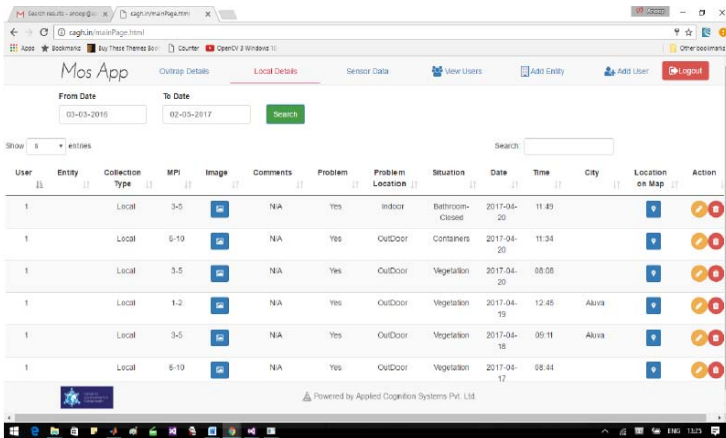 Search results - anoop@
cagh.in/mainPage.html
cagh.in/mainPage.html
Apps Bookmarks Buy These Themes Counter OpenCV 3 Windows 10 Other bookmarks
Mos App Ovitrap Details Local Details Sensor Data View Users Add Entity Add User Logout
From Date To Date
03-03-2016 02-05-2017 Search
Show entries Search:
User Entity Collection Type MPI Image Comments Problem Problem Location Situation Date Time City Location on Map Action
1 Local 3-5 N/A Yes Indoor Bathroom-Closed 2017-04-20 11:49
1 Local 6-10 N/A Yes OutDoor Containers 2017-04-20 11:34
1 Local 3-5 N/A Yes OutDoor Vegetation 2017-04-20 08:08
1 Local 1-2 N/A Yes OutDoor Vegetation 2017-04-19 12:45 Aluva
1 Local 3-5 N/A Yes OutDoor Vegetation 2017-04-18 09:11 Aluva
1 Local 6-10 N/A Yes OutDoor Vegetation 2017-04-17 08:44
Powered by Applied Cognition Systems Pvt. Ltd.
ENG 1325